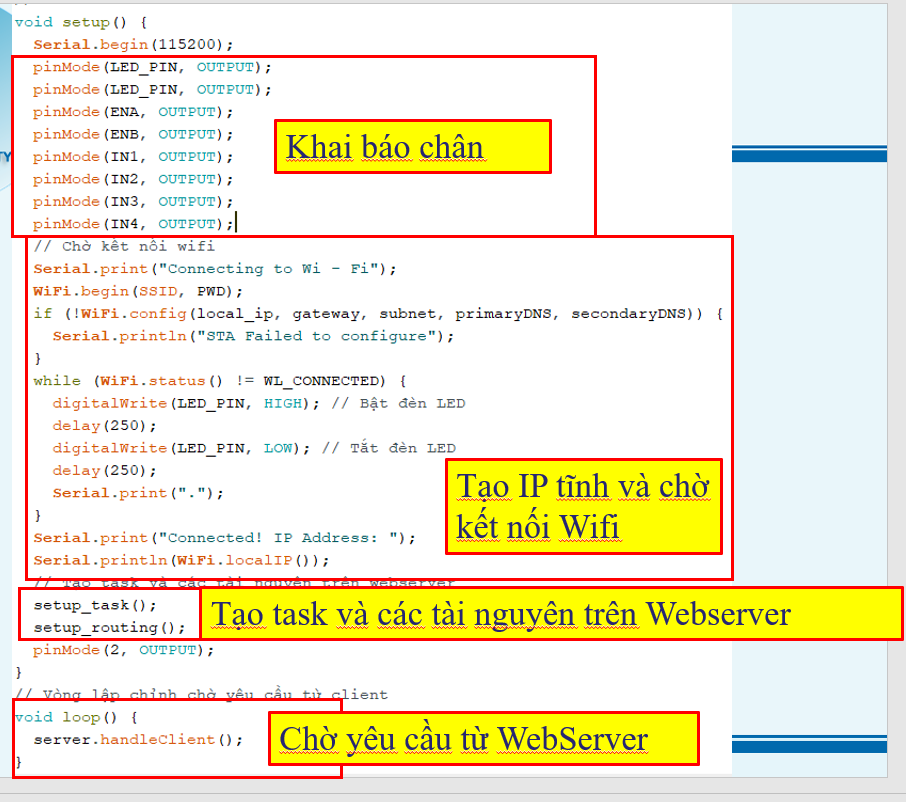 void setup() {
Serial.begin(115200);
pinMode(LED_PIN, OUTPUT);
pinMode(LED_PIN, OUTPUT);
pinMode(ENA, OUTPUT);
pinMode(ENB, OUTPUT);
Khai báo chân
pinMode(IN1, OUTPUT);
pinMode(IN2, OUTPUT);
pinMode(IN3, OUTPUT);
pinMode(IN4, OUTPUT);
// Chờ kết nối wifi
Serial.print("Connecting to Wi - Fi");
WiFi.begin(SSID, PWD);
if (!WiFi.config(local_ip, gateway, subnet, primaryDNS, secondaryDNS)) {
Serial.println("STA Failed to configure");
}
while (WiFi.status() != WL_CONNECTED) {
digitalWrite(LED_PIN, HIGH); // Bật đèn LED
delay(250);
digitalWrite(LED_PIN, LOW); // Tắt đèn LED
delay(250);
Serial.print(".");
}
Tạo IP tĩnh và chờ
kết nối Wifi
Serial.print("Connected! IP Address: ");
Serial.println(WiFi.localIP());
// Tạo task và các tài nguyên trên webserver
setup_task();
setup_routing();
Tạo task và các tài nguyên trên Webserver
pinMode(2, OUTPUT);
}
// Vòng lặp chính chờ yêu cầu từ client
void loop() {
server.handleClient();
}
Chờ yêu cầu từ WebServer